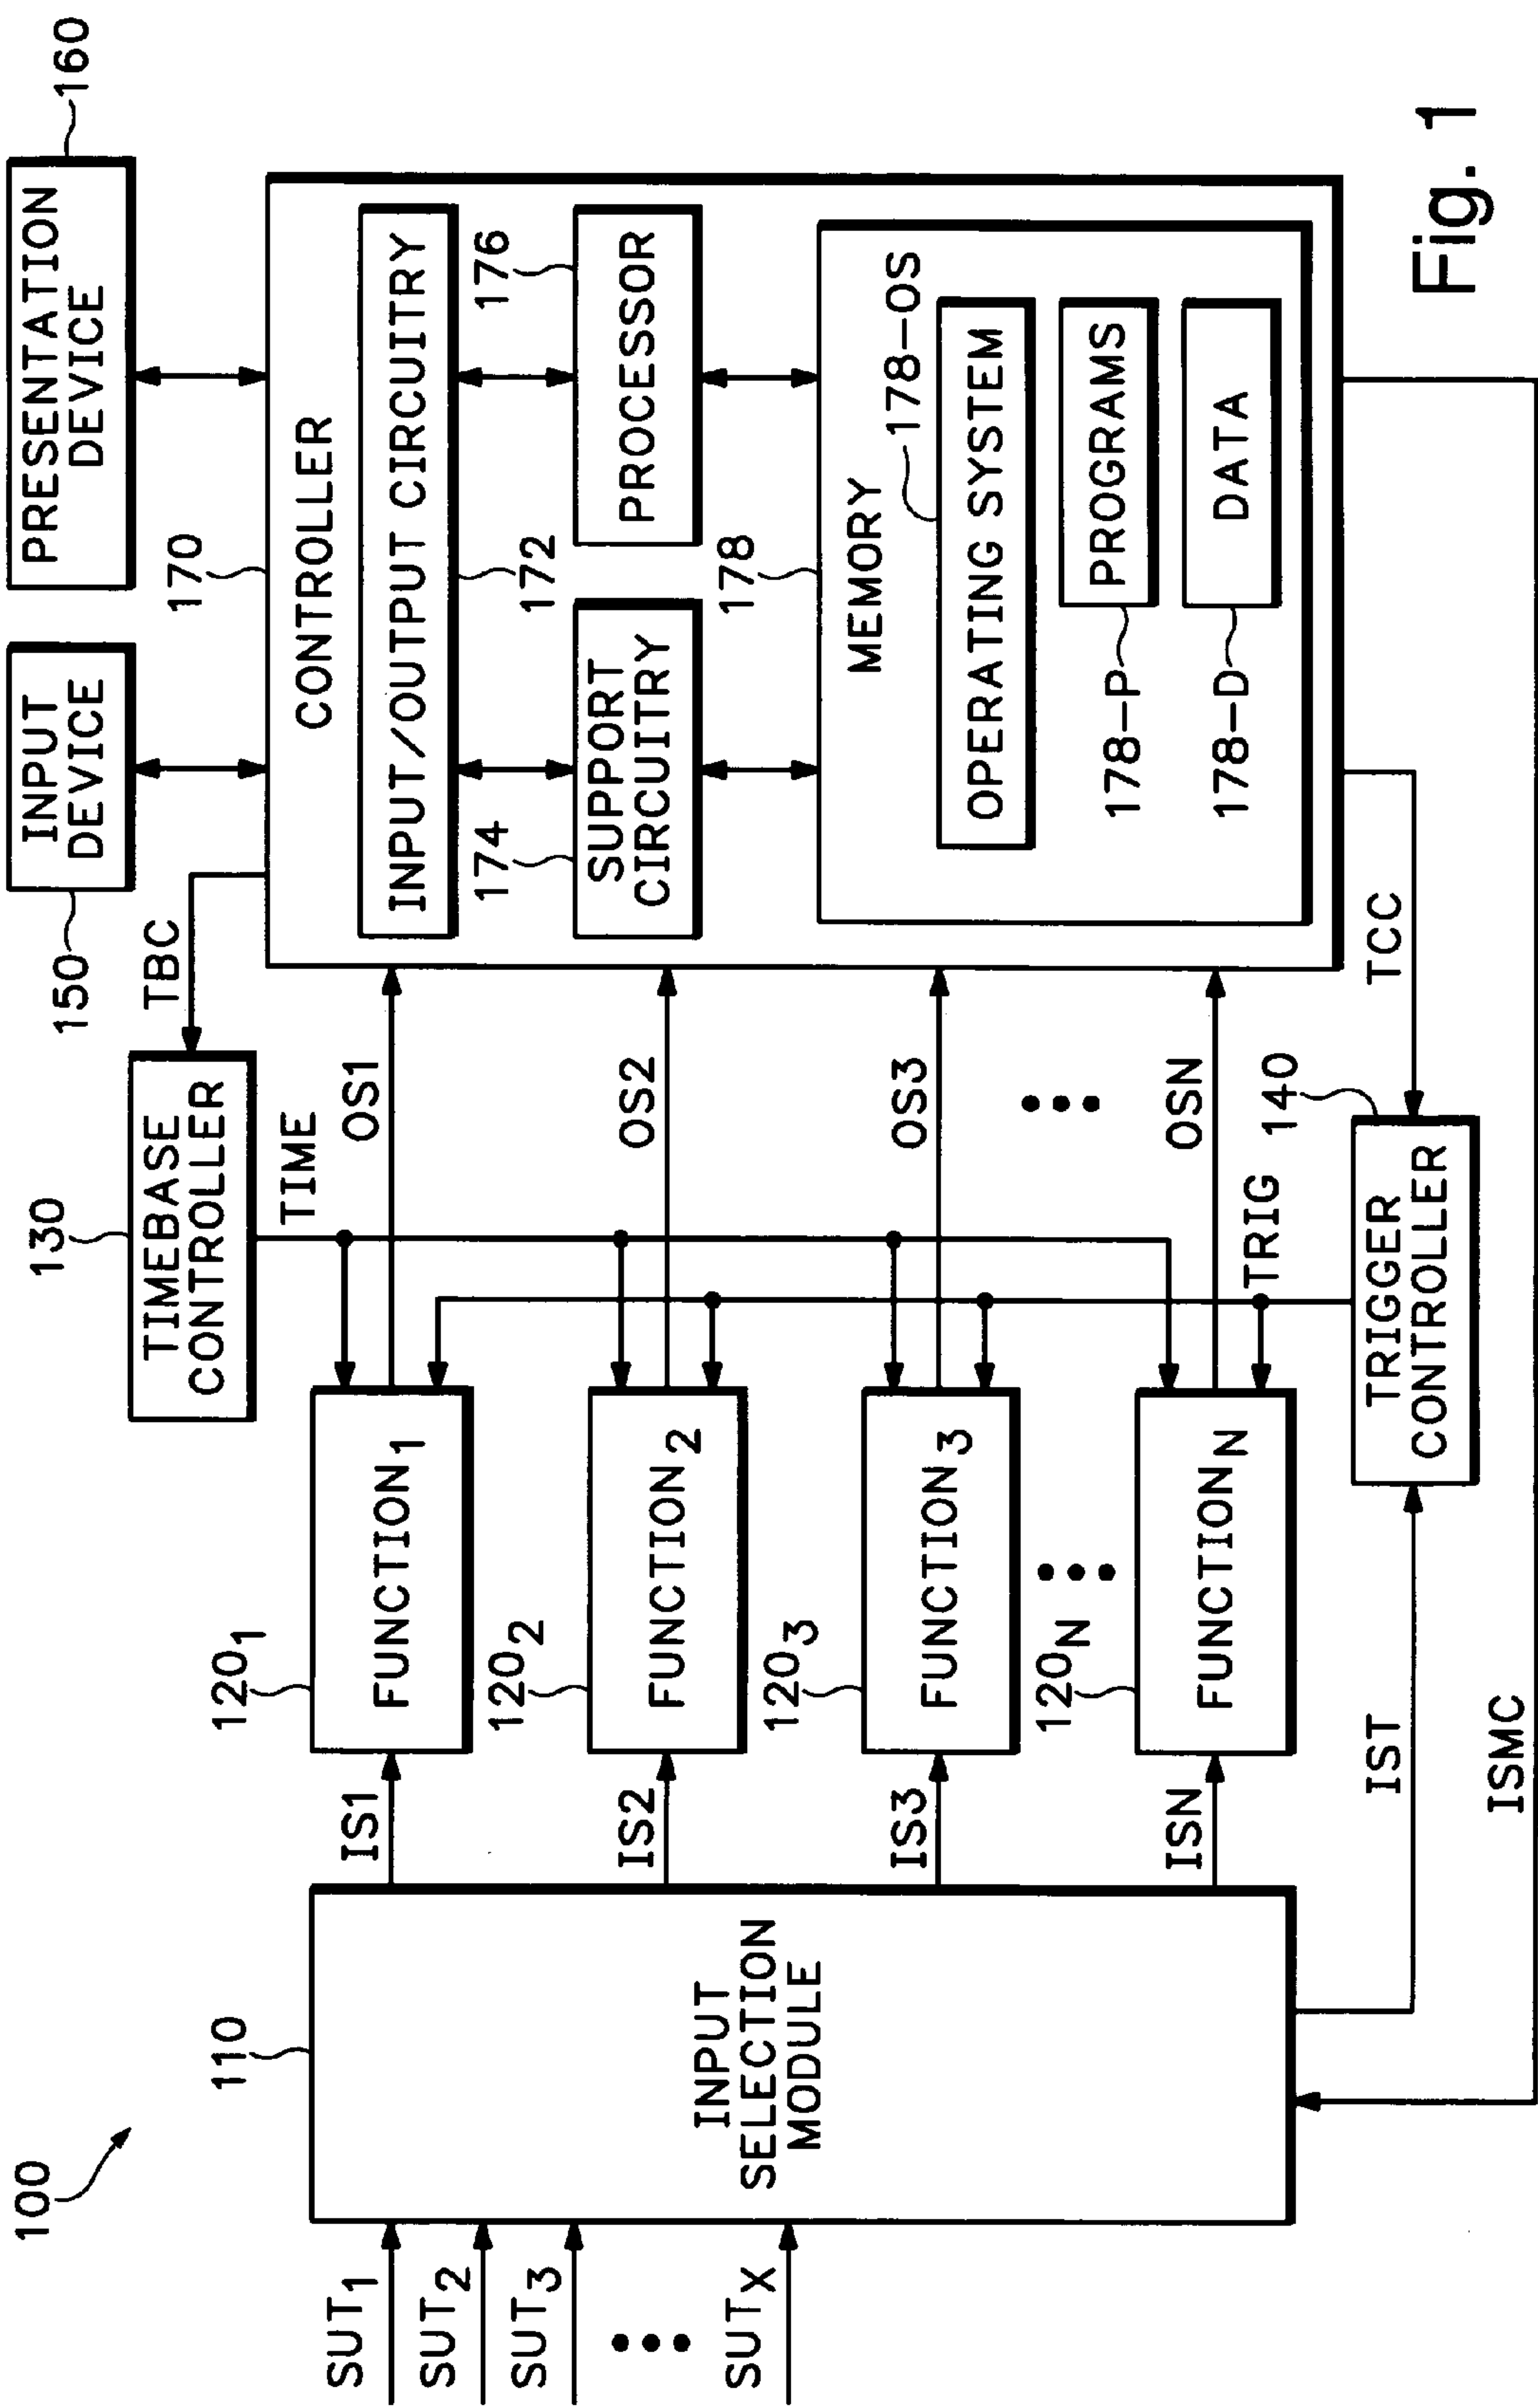 100
SUT1
SUT2
SUT3
SUTX
110
INPUT
SELECTION
MODULE
IS1
IS2
IS3
ISN
IST
ISMC
1201
FUNCTION1
1202
FUNCTION2
1203
FUNCTION3
120N
FUNCTIONN
130
TIMEBASE
CONTROLLER
TIME
TBC
OS1
OS2
OS3
OSN
TRIG
140
TRIGGER
CONTROLLER
TCC
150
INPUT
DEVICE
160
PRESENTATION
DEVICE
170
CONTROLLER
INPUT/OUTPUT CIRCUITRY
172
174
SUPPORT
CIRCUITRY
176
PROCESSOR
178
MEMORY
178-OS
OPERATING SYSTEM
PROGRAMS
178-P
DATA
178-D
Fig. 1